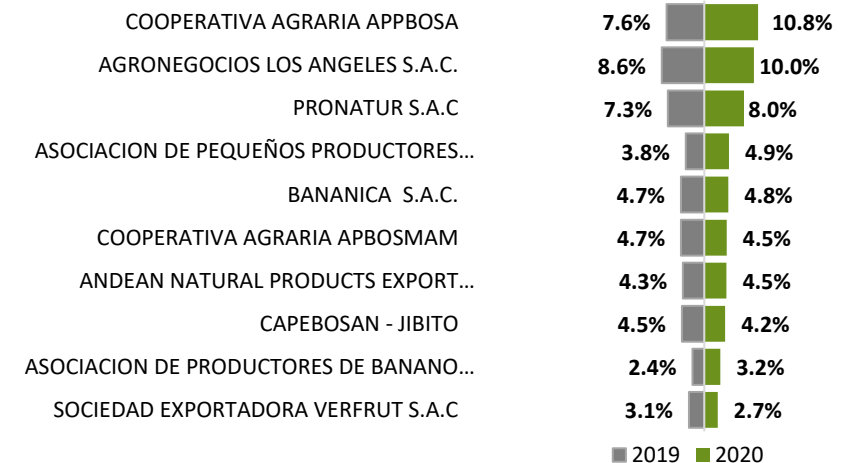 COOPERATIVA AGRARIA APPBOSA 7.6% 10.8%
AGRONEGOCIOS LOS ANGELES S.A.C. 8.6% 10.0%
PRONATUR S.A.C 7.3% 8.0%
ASOCIACION DE PEQUEÑOS PRODUCTORES... 3.8% 4.9%
BANANICA S.A.C. 4.7% 4.8%
COOPERATIVA AGRARIA APBOSMAM 4.7% 4.5%
ANDEAN NATURAL PRODUCTS EXPORT... 4.3% 4.5%
CAPEBOSAN - JIBITO 4.5% 4.2%
ASOCIACION DE PRODUCTORES DE BANANO... 2.4% 3.2%
SOCIEDAD EXPORTADORA VERFRUT S.A.C 3.1% 2.7%
2019 2020